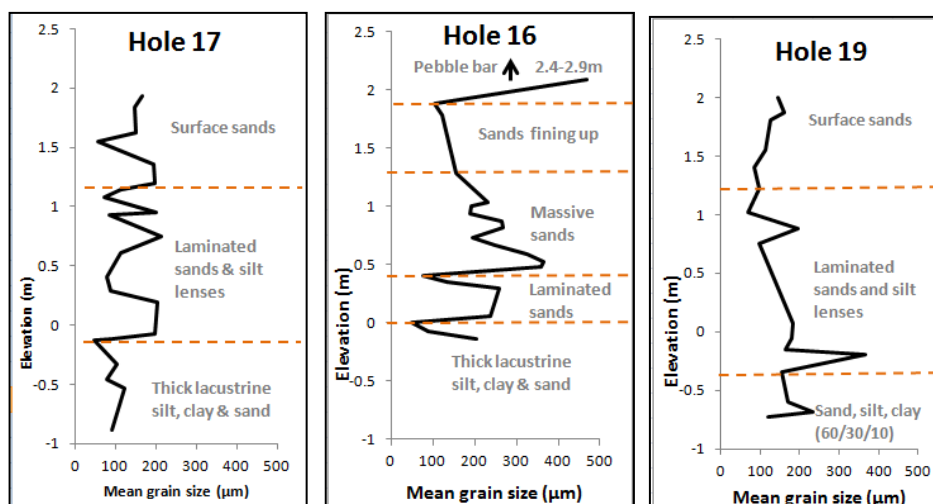 Hole 17
2.5
2
1.5
1
0.5
0
-0.5
-1
Elevation (m)
Surface sands
Laminated
sands & silt
lenses
Thick lacustrine
silt, clay & sand
0 100 200 300 400 500
Mean grain size (µm)
Hole 16
2.5
2
1.5
1
0.5
0
-0.5
-1
Elevation (m)
Pebble bar 2.4-2.9m
Sands fining up
Massive
sands
Laminated
sands
Thick lacustrine
silt, clay & sand
0 100 200 300 400 500
Mean grain size (µm)
Hole 19
2.5
2
1.5
1
0.5
0
-0.5
-1
Elevation (m)
Surface sands
Laminated
sands and silt
lenses
Sand, silt, clay
(60/30/10)
0 100 200 300 400 500
Mean grain size (µm)